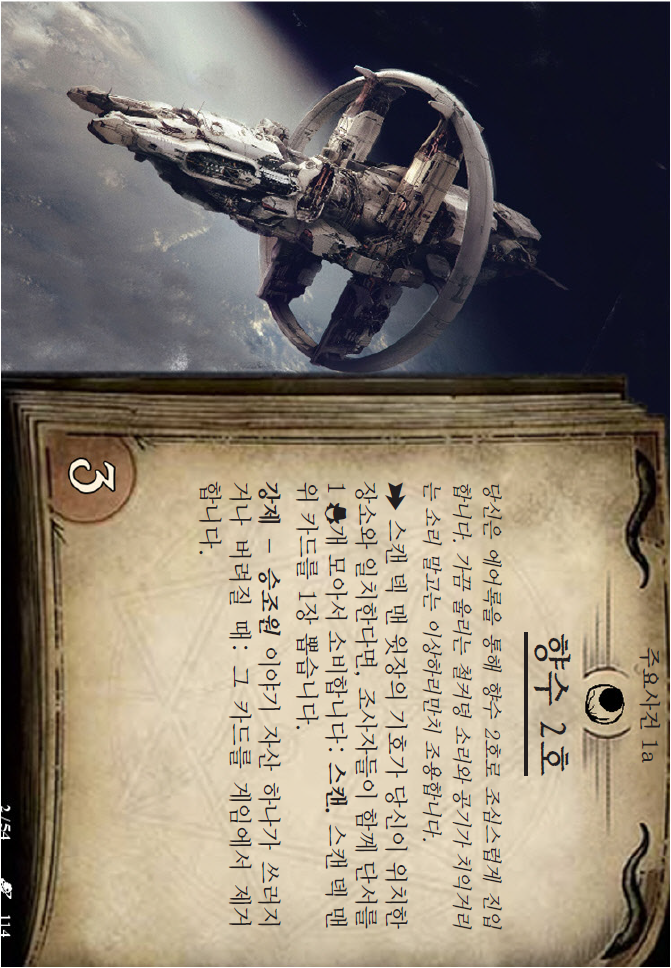 주요사건 1a
향수 2호
당신은 에어록을 통해 향수 2호로 조심스럽게 진입
합니다. 가끔 울리는 철커덩 소리와 공기가 치익거리
는 소리 말고는 이상하리만치 조용합니다.
스캔 덱 맨 윗장의 기호가 당신이 위치한
장소와 일치한다면, 조사자들이 함께 단서를
1 개 모아서 소비합니다: 스캔. 스캔 덱 맨
위 카드를 1장 뽑습니다.
강제 – 승조원 이야기 자산 하나가 쓰러지
거나 버려질 때: 그 카드를 게임에서 제거
합니다.
3
2/54 114